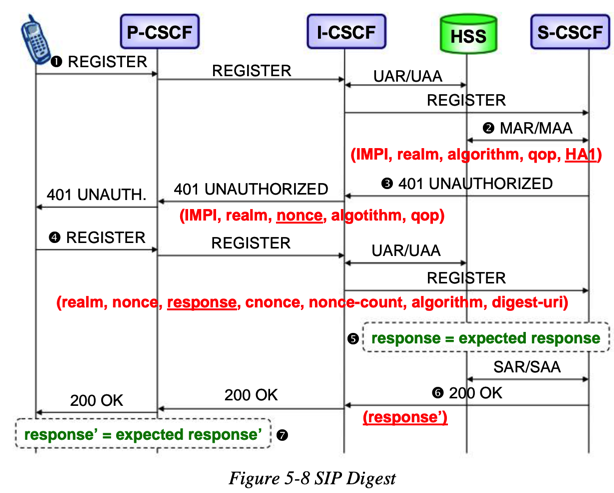 P-CSCF I-CSCF HSS S-CSCF
❶ REGISTER
REGISTER
UAR/UAA
REGISTER
❷ MAR/MAA
(IMPI, realm, algorithm, qop, HA1)
❸ 401 UNAUTHORIZED
401 UNAUTHORIZED
401 UNAUTH.
(IMPI, realm, nonce, algotithm, qop)
❹ REGISTER
REGISTER
UAR/UAA
REGISTER
(realm, nonce, response, cnonce, nonce-count, algorithm, digest-uri)
❺ response = expected response
SAR/SAA
❻ 200 OK
200 OK
200 OK
(response')
response' = expected response' ❼
Figure 5-8 SIP Digest